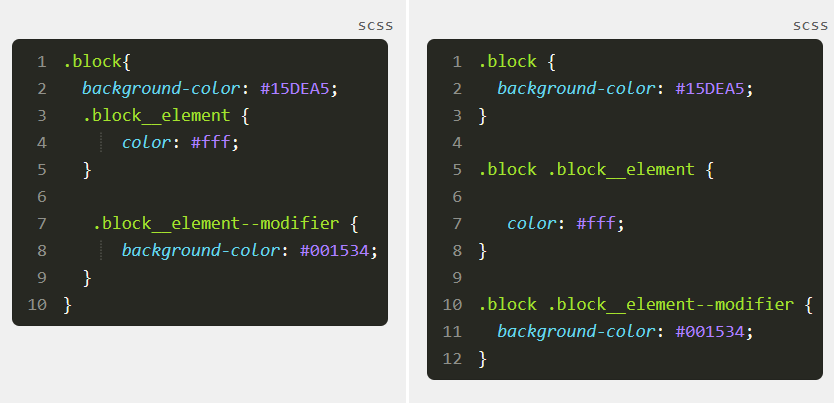 SCSS
1 .block{
2 background-color: #15DEA5;
3 .block__element {
4 color: #fff;
5 }
6
7 .block__element--modifier {
8 background-color: #001534;
9 }
10 }
SCSS
1 .block {
2 background-color: #15DEA5;
3 }
4
5 .block .block__element {
6
7 color: #fff;
8 }
9
10 .block .block__element--modifier {
11 background-color: #001534;
12 }